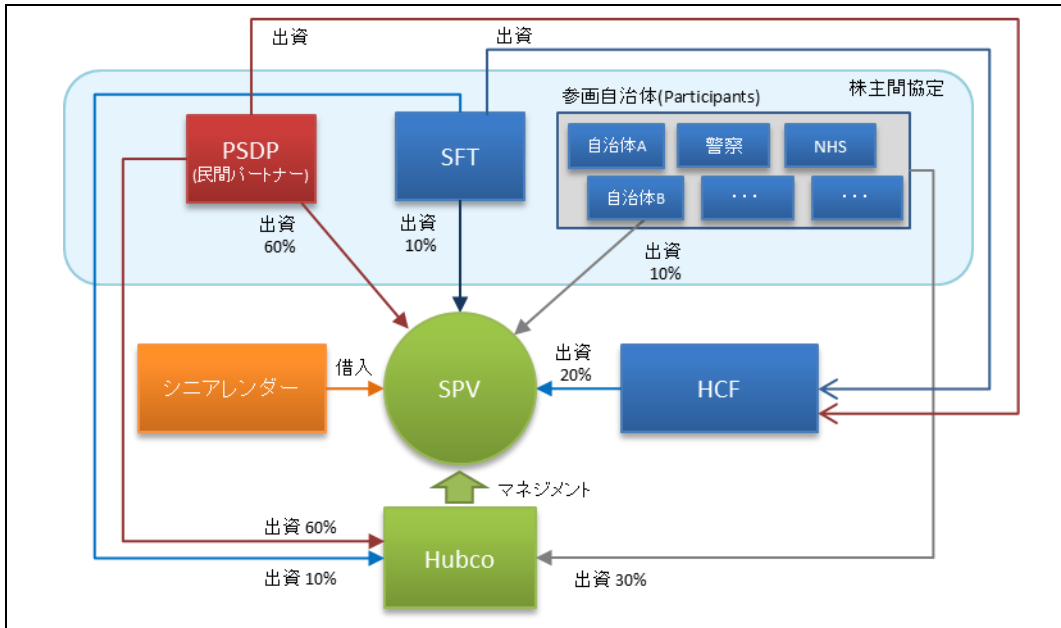 出資
出資
株主間協定
参画自治体(Participants)
PSDP
(民間パートナー)
SFT
自治体A
警察
NHS
自治体B
・・・
・・・
出資
60%
出資
10%
出資
10%
シニアレンダー
借入
SPV
出資
20%
HCF
マネジメント
出資 60%
Hubco
出資 10%
出資 30%